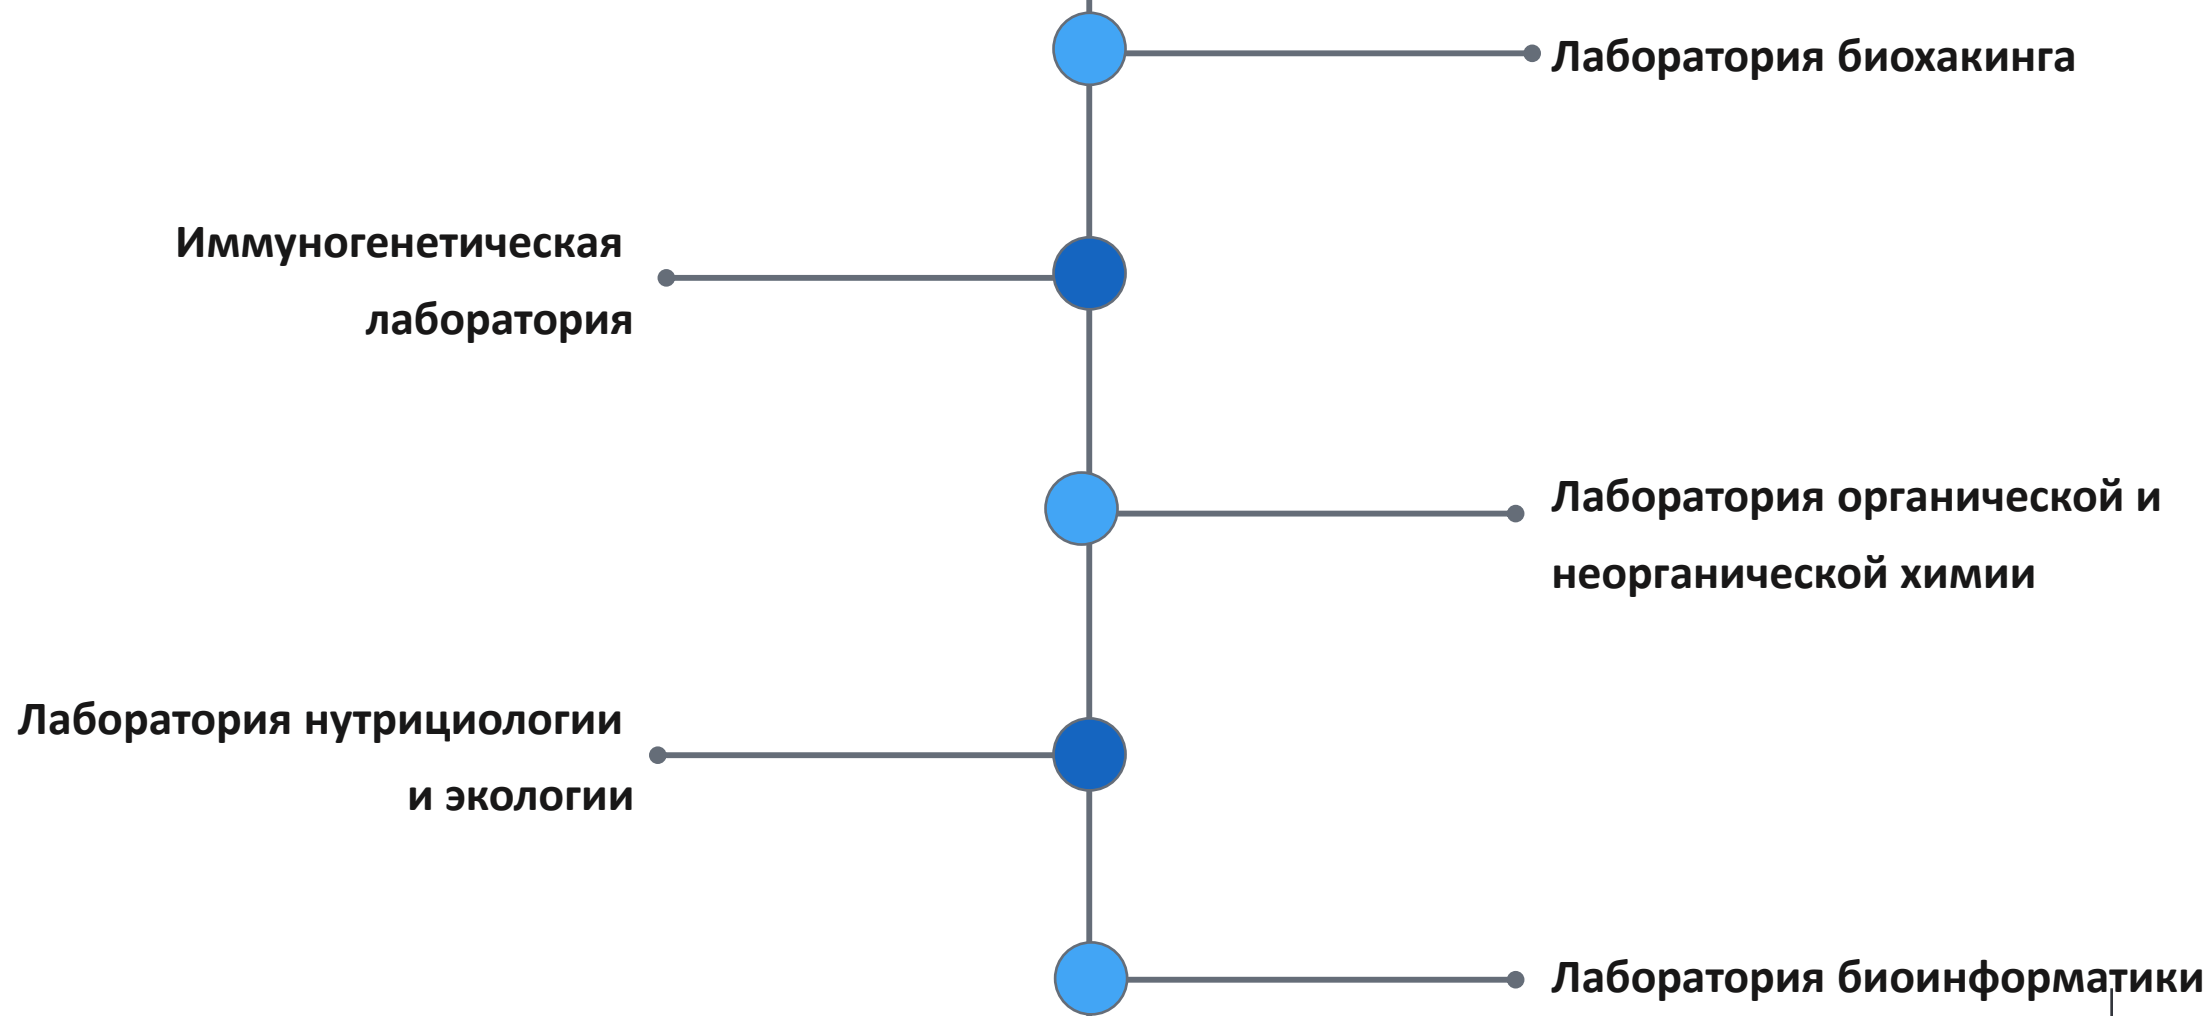 Лаборатория биохакинга
Иммуногенетическая
лаборатория
Лаборатория органической и
неорганической химии
Лаборатория нутрициологии
и экологии
Лаборатория биоинформатики